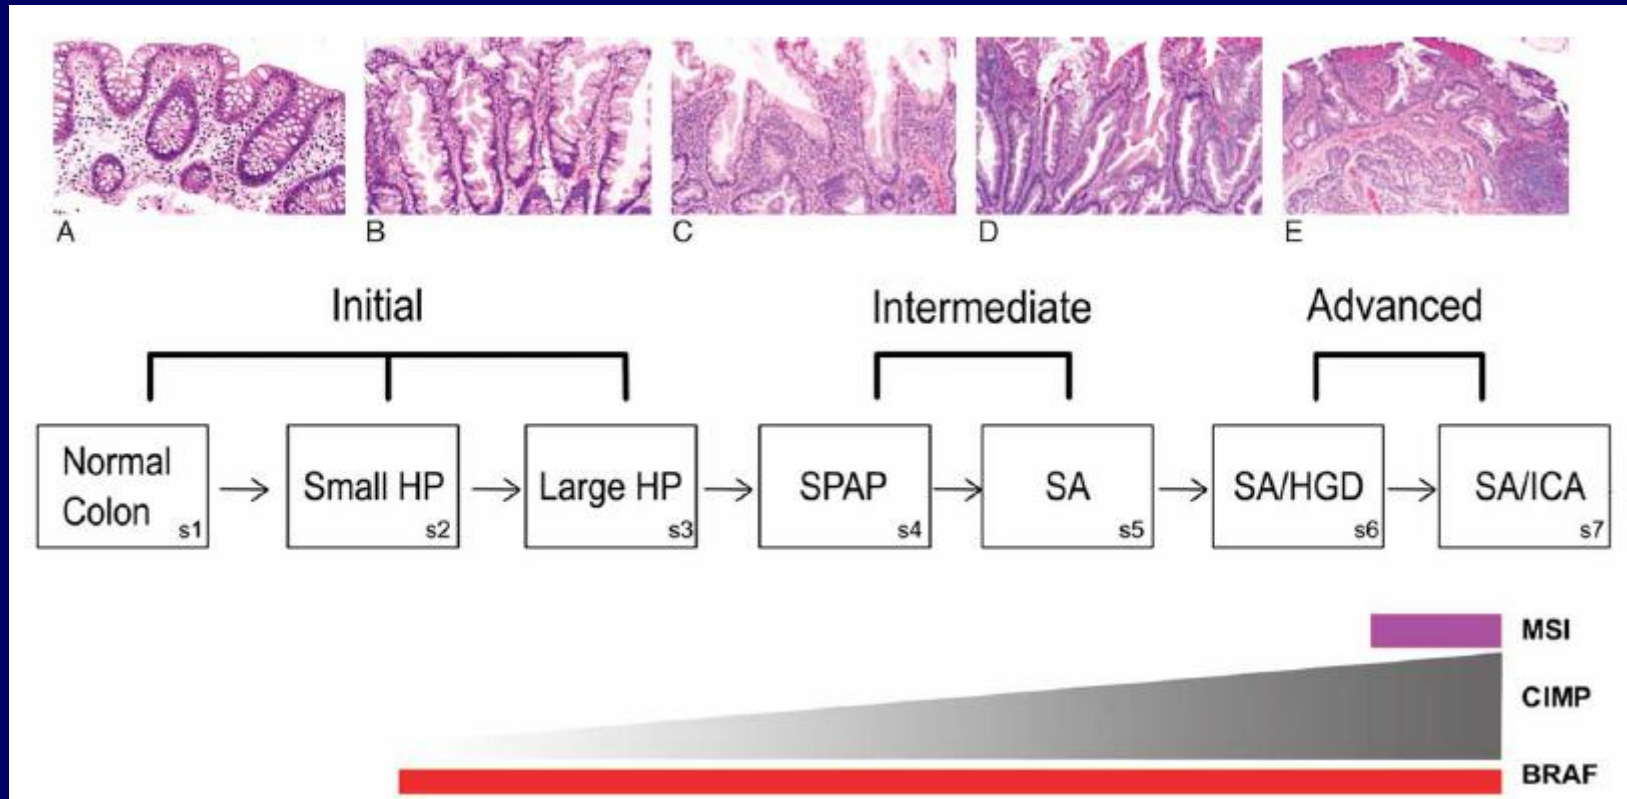 A
B
C
D
E
Initial
Intermediate
Advanced
Normal
Colon
s1
Small HP
s2
Large HP
s3
SPAP
s4
SA
s5
SA/HGD
s6
SA/ICA
s7
MSI
CIMP
BRAF